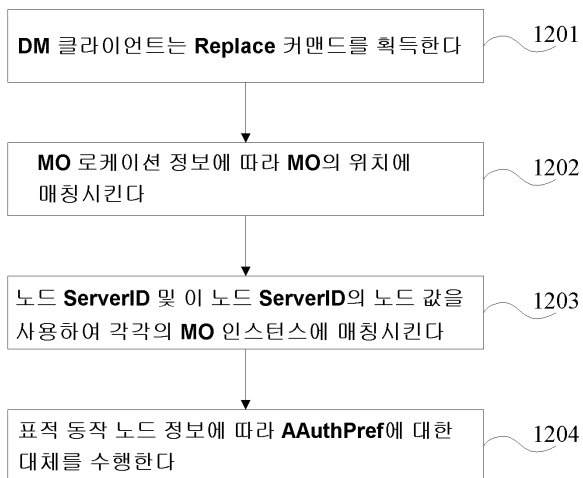 DM 클라이언트는 Replace 커맨드를 획득한다
1201
MO 로케이션 정보에 따라 MO의 위치에
매칭시킨다
1202
노드 ServerID 및 이 노드 ServerID의 노드 값을
사용하여 각각의 MO 인스턴스에 매칭시킨다
1203
표적 동작 노드 정보에 따라 AAuthPref에 대한
대체를 수행한다
1204